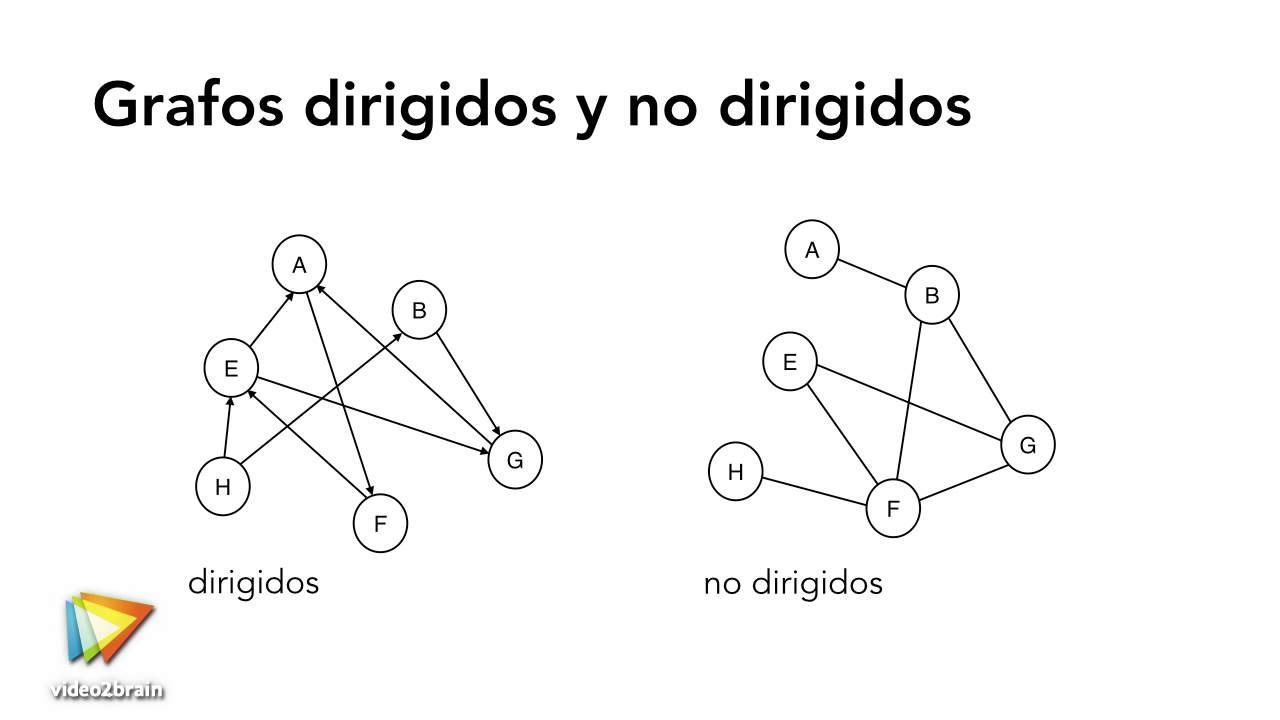 Grafos dirigidos y no dirigidos
A
B
E
G
H
F
dirigidos
A
B
E
G
H
F
no dirigidos
video2brain